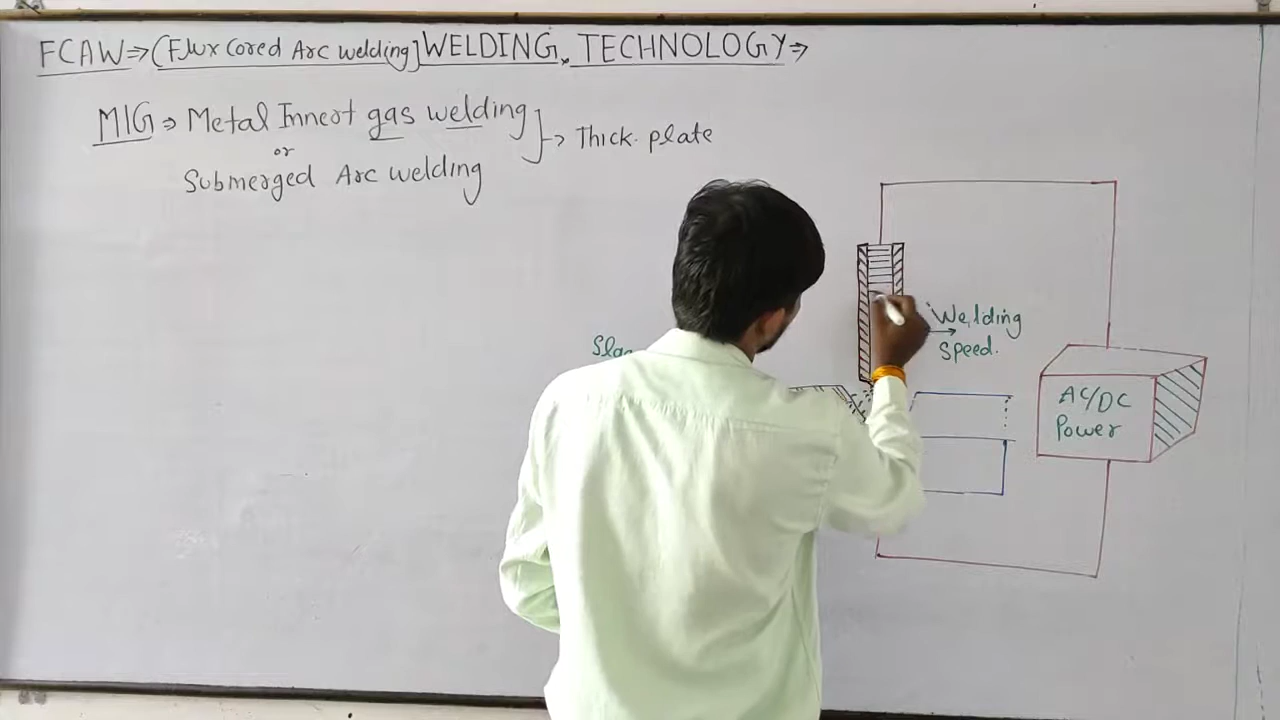 FCAW⇒(Flux Cored Arc welding] WELDING TECHNOLOGY⇒
MIG ⇒ Metal Innert gas welding
or
Submerged Arc welding
→ Thick plate
Welding
Speed.
AC/DC
Power